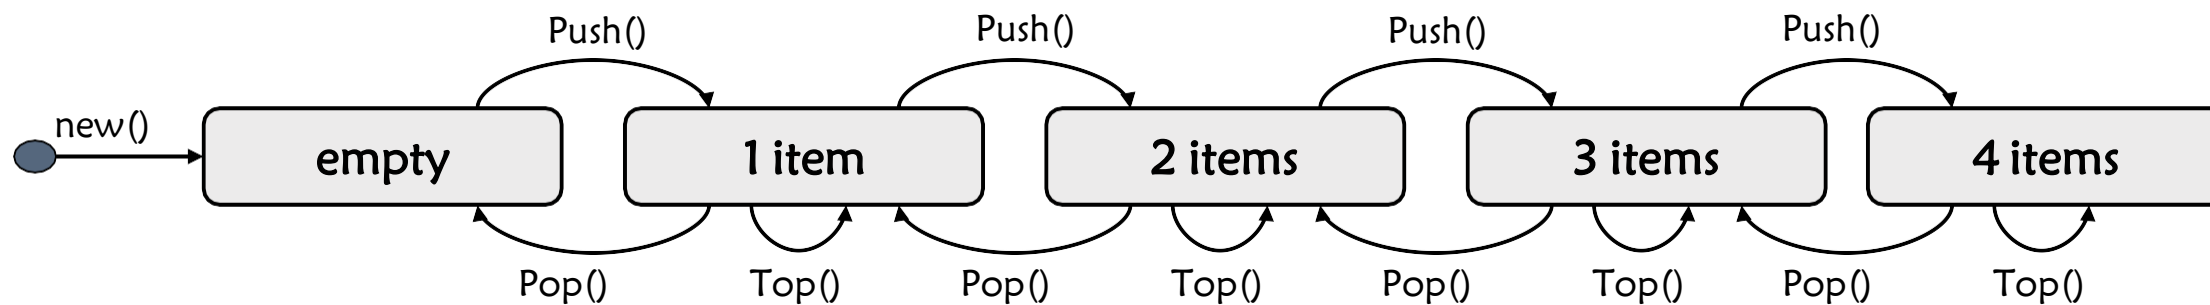 Push()
Push()
Push()
Push()
new()
empty
1 item
2 items
3 items
4 items
Pop()
Top()
Pop()
Top()
Pop()
Top()
Pop()
Top()